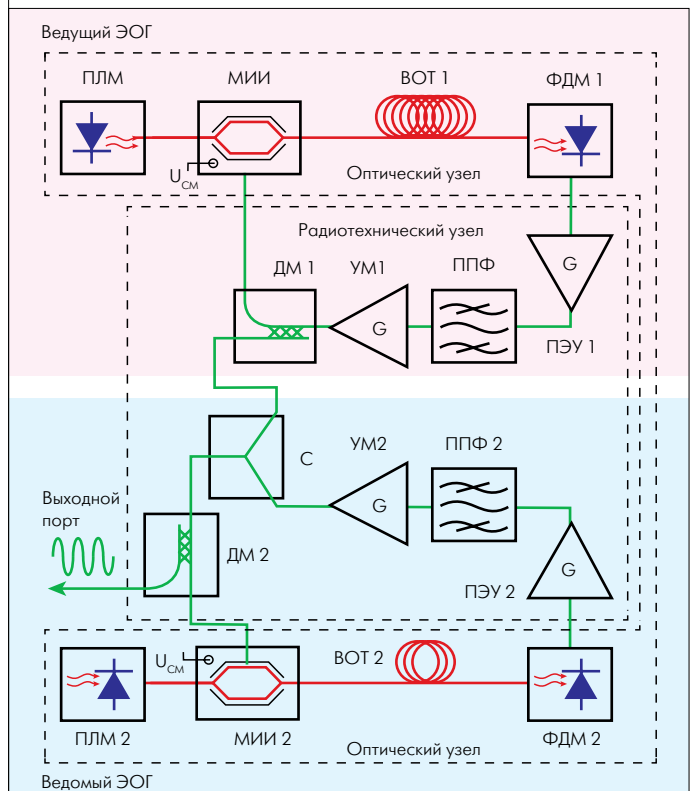 Ведущий ЭОГ
ПЛМ
МИИ
ВОТ 1
ФДМ 1
U_СМ
Оптический узел
Радиотехнический узел
ДМ 1
УМ1
ППФ
G
G
ПЭУ 1
С
УМ2
ППФ 2
G
Выходной
порт
ДМ 2
ПЭУ 2
G
U_СМ
ВОТ 2
ПЛМ 2
МИИ 2
Оптический узел
ФДМ 2
Ведомый ЭОГ